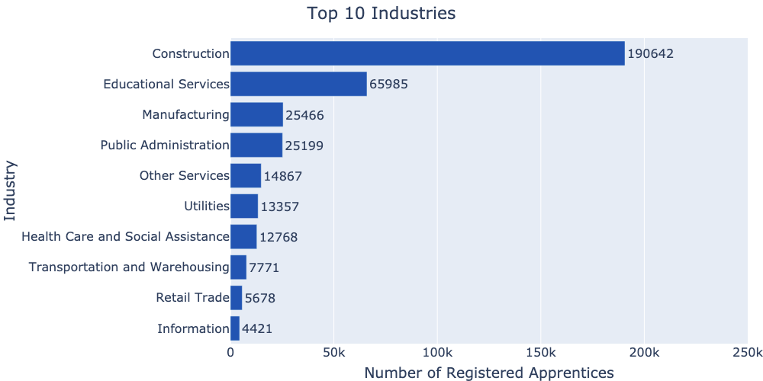 Top 10 Industries
Industry
Construction 190642
Educational Services 65985
Manufacturing 25466
Public Administration 25199
Other Services 14867
Utilities 13357
Health Care and Social Assistance 12768
Transportation and Warehousing 7771
Retail Trade 5678
Information 4421
0 50k 100k 150k 200k 250k
Number of Registered Apprentices